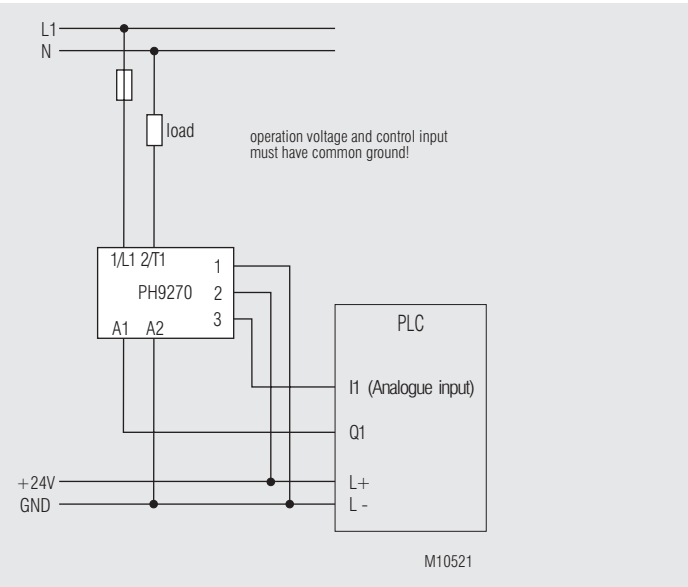 L1
N
load
operation voltage and control input
must have common ground!
1/L1 2/T1
1
PH9270
2
3
A1 A2
PLC
I1 (Analogue input)
Q1
+24V
L+
GND
L -
M10521